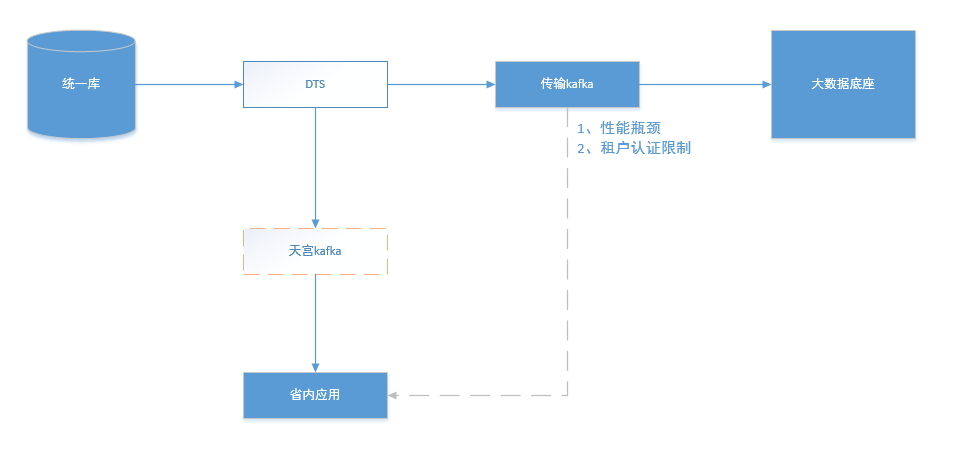 统一库
DTS
传输kafka
大数据底座
1、性能瓶颈
2、租户认证限制
天宫kafka
省内应用